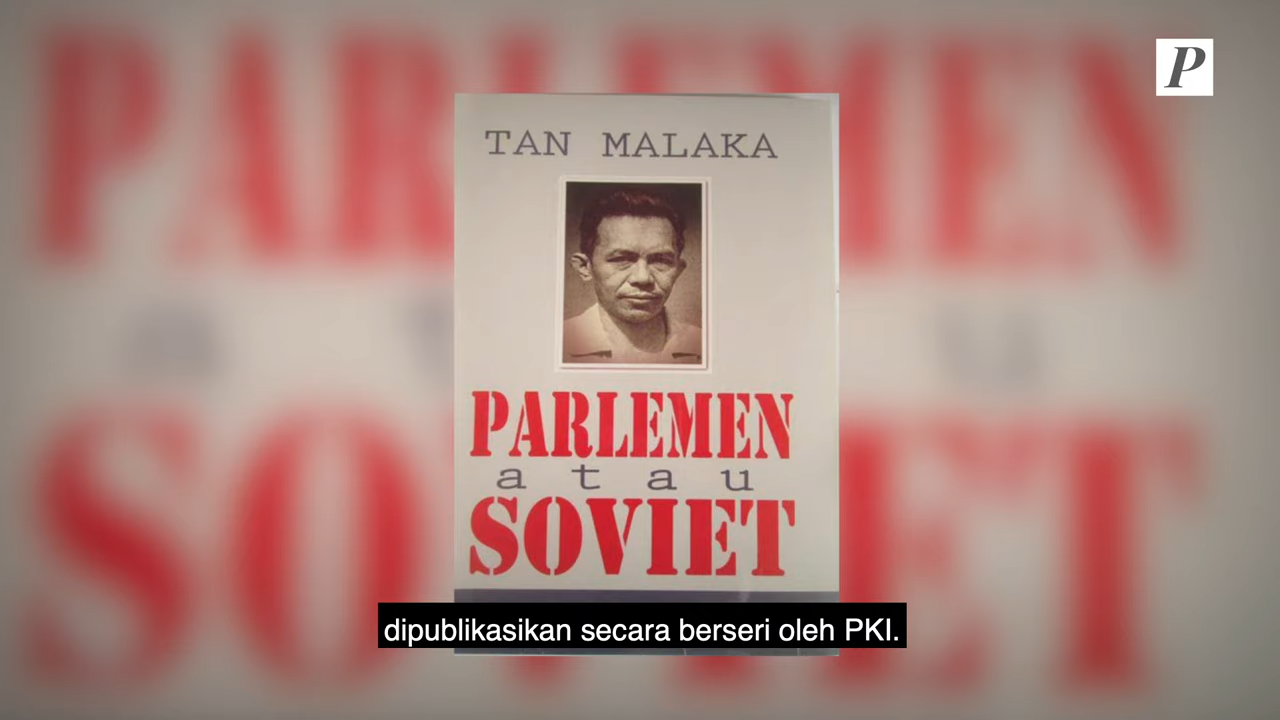 P
TAN MALAKA
PARLEMEN
atau
SOVIET
dipublikasikan secara berseri oleh PKI.